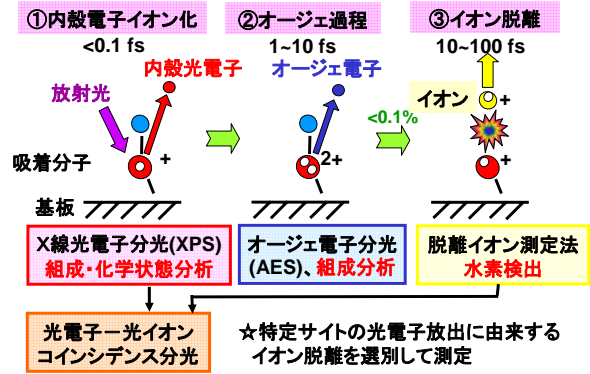 ①内殻電子イオン化
<0.1 fs
②オージェ過程
1~10 fs
③イオン脱離
10~100 fs
内殻光電子
放射光
オージェ電子
イオン
+
<0.1%
吸着分子
+
2+
+
基板
X線光電子分光(XPS)
組成・化学状態分析
オージェ電子分光
(AES)、組成分析
脱離イオン測定法
水素検出
光電子ー光イオン
コインシデンス分光
☆特定サイトの光電子放出に由来する
イオン脱離を選別して測定